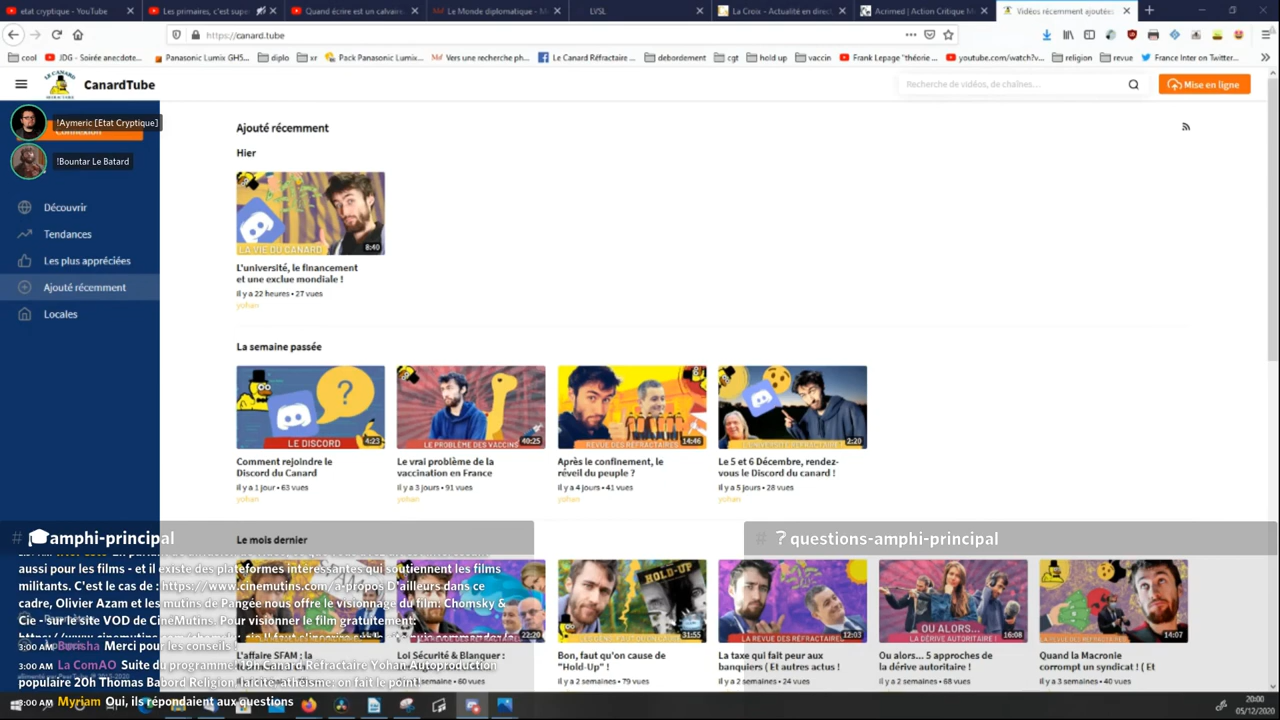 etat cryptique - YouTube
Les primaires, c'est supe
Quand écrire est un calvaire
Le Monde diplomatique - M
LVSL
La Croix - Actualité en direct
Acrimed | Action Critique M
Vidéos récemment ajoutées
https://canard.tube
cool
JDG - Soirée anecdote...
Panasonic Lumix GH5...
diplo
xr
Pack Panasonic Lumix...
Vers une recherche ph...
Le Canard Réfractaire ...
debordement
cgt
hold up
vaccin
Frank Lepage "théorie ...
youtube.com/watch?v...
religion
revue
France Inter on Twitter...
LE CANARD
CanardTube
Recherche de vidéos, de chaînes...
Mise en ligne
!Aymeric [Etat Cryptique]
Connexion
!Bountar Le Batard
Découvrir
Tendances
Les plus appréciées
Ajouté récemment
Locales
Ajouté récemment
Hier
LA VIE DU CANARD
8:40
L'université, le financement
et une exclue mondiale !
Il y a 22 heures • 27 vues
yohan
La semaine passée
LE DISCORD
4:23
Comment rejoindre le
Discord du Canard
Il y a 1 jour • 63 vues
yohan
LE PROBLÈME DES VACCINS
40:25
Le vrai problème de la
vaccination en France
Il y a 3 jours • 91 vues
yohan
REVUE DES RÉFRACTAIRES
14:46
Après le confinement, le
réveil du peuple ?
Il y a 4 jours • 41 vues
yohan
2:20
Le 5 et 6 Décembre, rendez-
vous le Discord du canard !
Il y a 5 jours • 28 vues
yohan
# amphi-principal
# ? questions-amphi-principal
Le mois dernier
aussi pour les films - et il existe des plateformes intéressantes qui soutiennent les films
militants. C'est le cas de : https://www.cinemutins.com/a-propos D'ailleurs dans ce
cadre, Olivier Azam et les mutins de Pangée nous offre le visionnage du film: Chomsky &
Cie - sur le site VOD de CinéMutins. Pour visionner le film gratuitement:
3:00 AM Borisha Merci pour les conseils !
3:00 AM La ComAO Suite du programme: 19h Canard Refractaire Yohan Autoproduction
populaire 20h Thomas Babord Religion, laïcité, athéisme: on fait le point!
3:00 AM Myriam Oui, ils répondaient aux questions
L'affaire SFAM : la
22:20
Loi Sécurité & Blanquer :
60 vues
HOLD-UP
31:55
Bon, faut qu'on cause de
"Hold-Up" !
Il y a 2 semaines • 79 vues
LA REVUE DES RÉFRACTAIRES
12:03
La taxe qui fait peur aux
banquiers ( Et autres actus !
Il y a 2 semaines • 24 vues
OU ALORS...
LA DÉRIVE AUTORITAIRE !
16:08
Ou alors... 5 approches de
la dérive autoritaire !
Il y a 2 semaines • 68 vues
LA REVUE DES RÉFRACTAIRES
14:07
Quand la Macronie
corrompt un syndicat ! ( Et
Il y a 3 semaines • 40 vues
20:00
05/12/2020